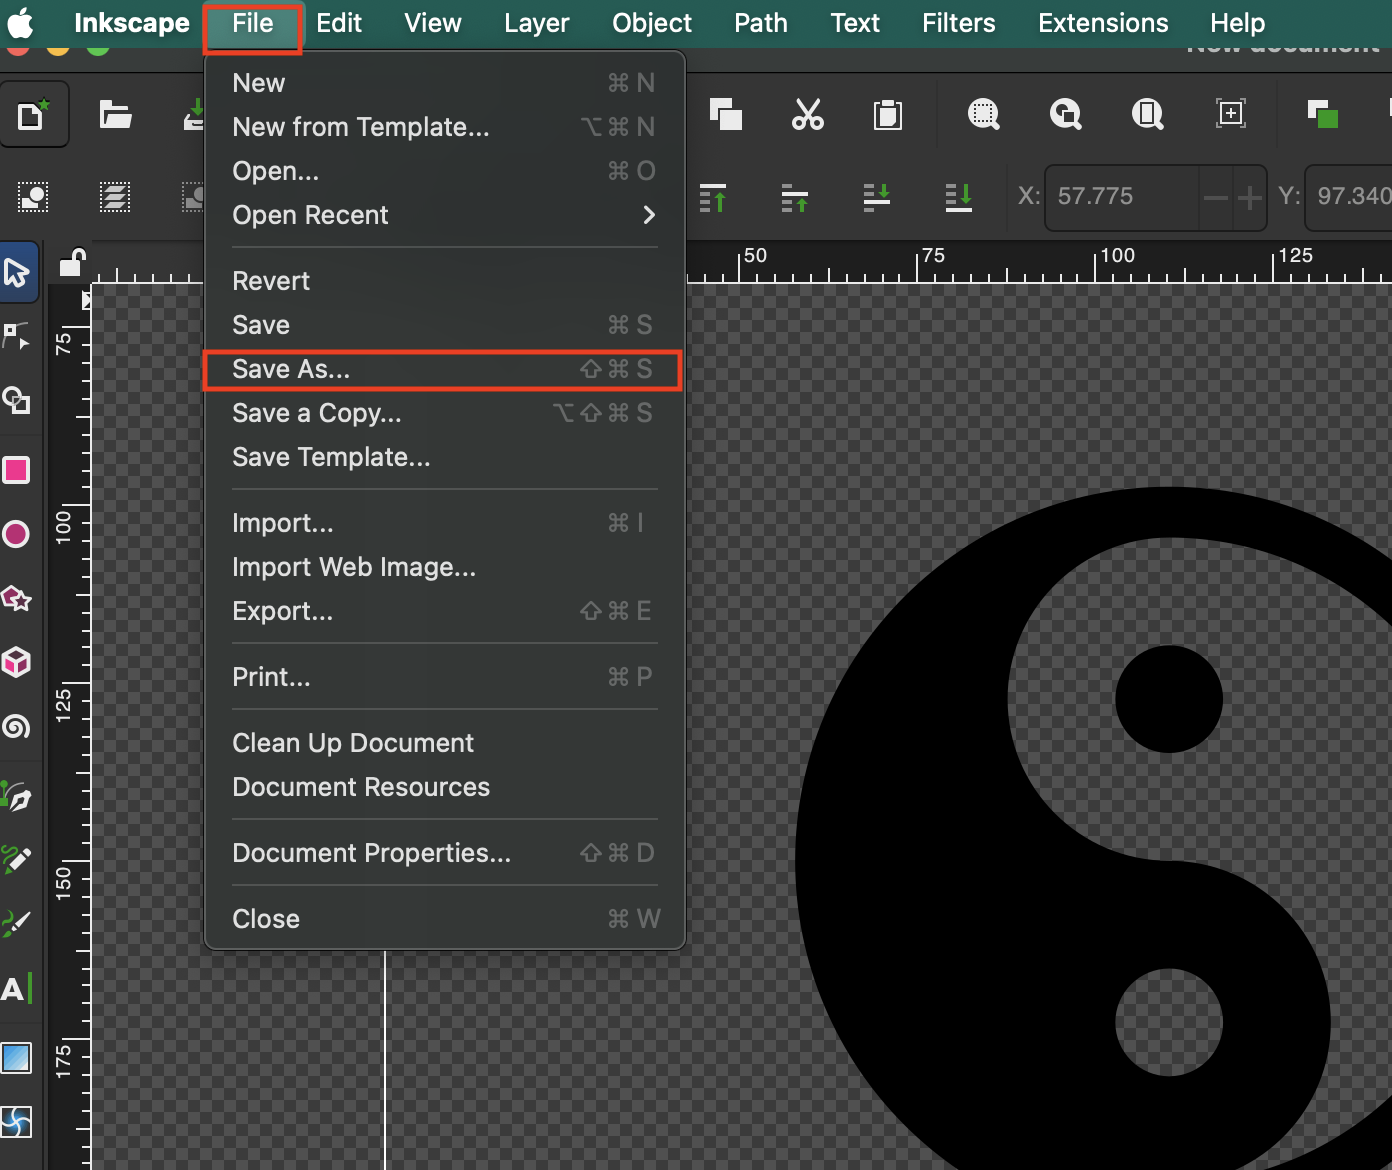 Inkscape File Edit View Layer Object Path Text Filters Extensions Help
New document
New ⌘ N
New from Template... ⌥ ⌘ N
Open... ⌘ O
Open Recent
X: 57.775 Y: 97.340
50 75 100 125
Revert
Save ⌘ S
75
Save As... ⇧ ⌘ S
Save a Copy... ⌥ ⇧ ⌘ S
Save Template...
Import... ⌘ I
100
Import Web Image...
Export... ⇧ ⌘ E
Print... ⌘ P
125
Clean Up Document
Document Resources
Document Properties... ⇧ ⌘ D
150
Close ⌘ W
A
175